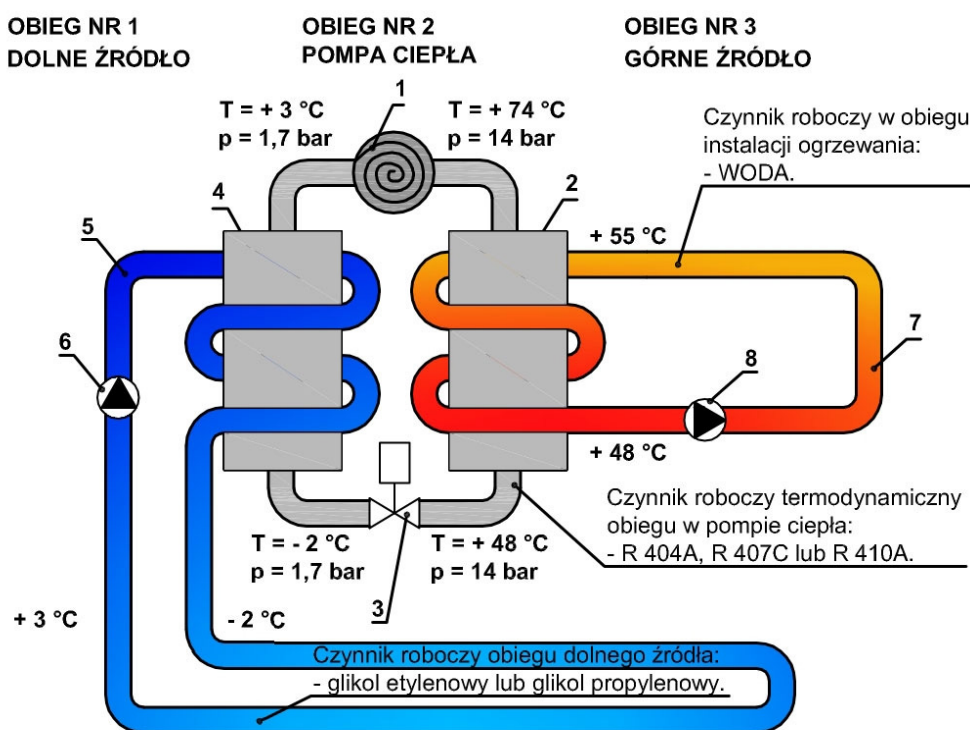 OBIEG NR 1
DOLNE ŹRÓDŁO
OBIEG NR 2
POMPA CIEPŁA
OBIEG NR 3
GÓRNE ŹRÓDŁO
1
T = + 3 °C
p = 1,7 bar
T = + 74 °C
p = 14 bar
Czynnik roboczy w obiegu
instalacji ogrzewania:
- WODA.
4
2
5
+ 55 °C
6
7
8
+ 48 °C
Czynnik roboczy termodynamiczny
obiegu w pompie ciepła:
- R 404A, R 407C lub R 410A.
T = - 2 °C
p = 1,7 bar
T = + 48 °C
p = 14 bar
3
+ 3 °C
- 2 °C
Czynnik roboczy obiegu dolnego źródła:
- glikol etylenowy lub glikol propylenowy.